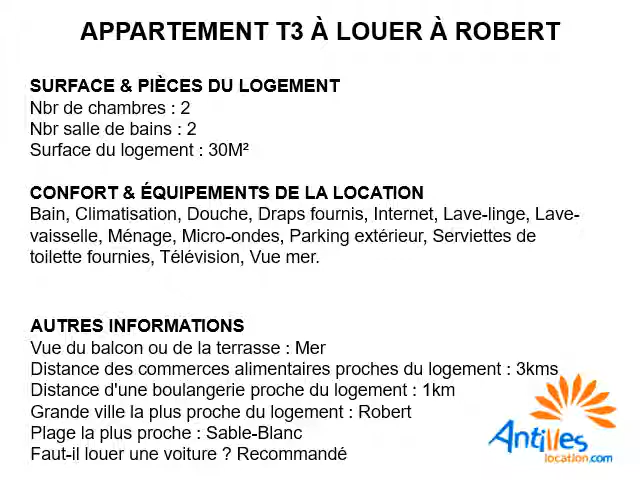 APPARTEMENT T3 À LOUER À ROBERT
SURFACE & PIÈCES DU LOGEMENT
Nbr de chambres : 2
Nbr salle de bains : 2
Surface du logement : 30M²
CONFORT & ÉQUIPEMENTS DE LA LOCATION
Bain, Climatisation, Douche, Draps fournis, Internet, Lave-linge, Lave-
vaisselle, Ménage, Micro-ondes, Parking extérieur, Serviettes de
toilette fournies, Télévision, Vue mer.
AUTRES INFORMATIONS
Vue du balcon ou de la terrasse : Mer
Distance des commerces alimentaires proches du logement : 3kms
Distance d'une boulangerie proche du logement : 1km
Grande ville la plus proche du logement : Robert
Plage la plus proche : Sable-Blanc
Faut-il louer une voiture ? Recommandé
Antilles
location.com